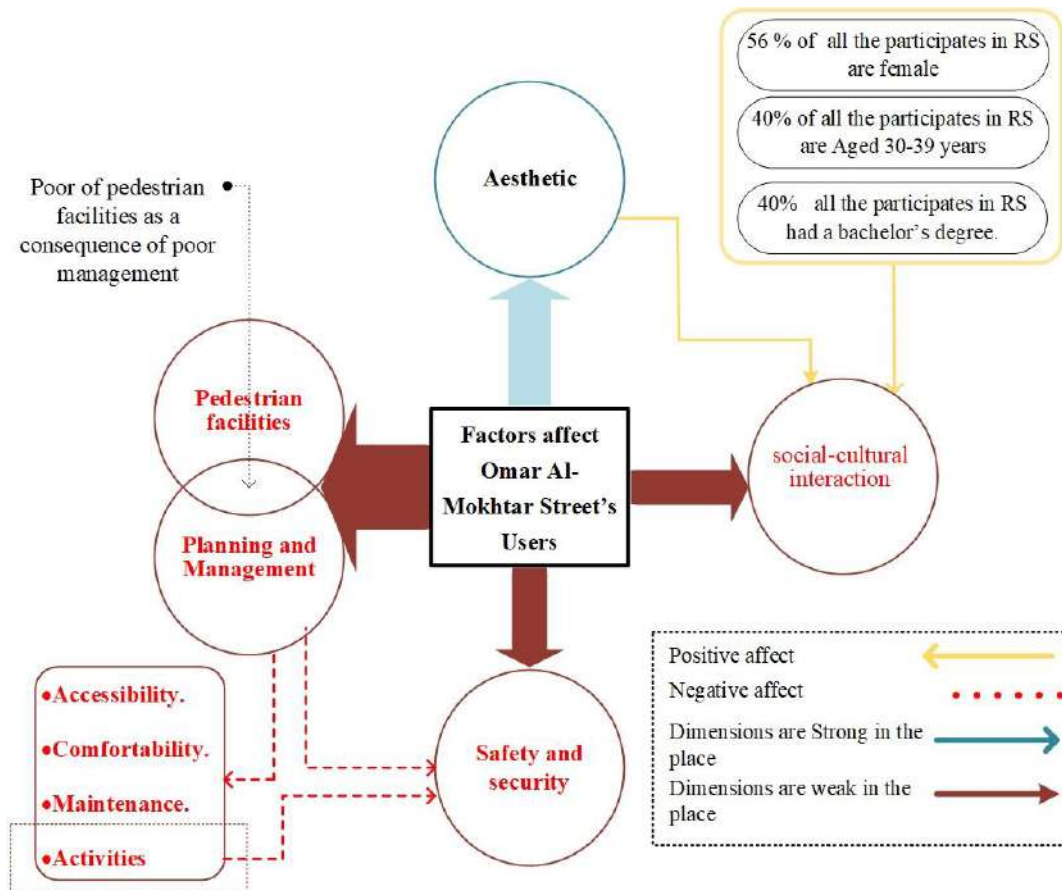 56 % of all the participates in RS
are female
40% of all the participates in RS
are Aged 30-39 years
40% all the participates in RS
had a bachelor's degree.
Aesthetic
Poor of pedestrian
facilities as a
consequence of poor
management
Pedestrian
facilities
Planning and
Management
Factors affect
Omar Al-
Mokhtar Street's
Users
social-cultural
interaction
•Accessibility.
•Comfortability.
•Maintenance.
•Activities
Safety and
security
Positive affect
Negative affect
Dimensions are Strong in the
place
Dimensions are weak in the
place